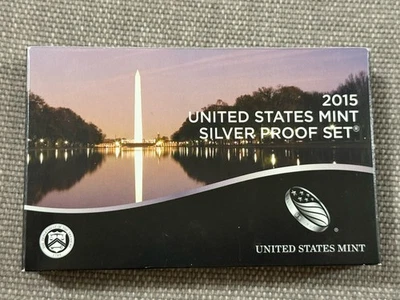 2015
UNITED STATES MINT
SILVER PROOF SET®
UNITED STATES MINT